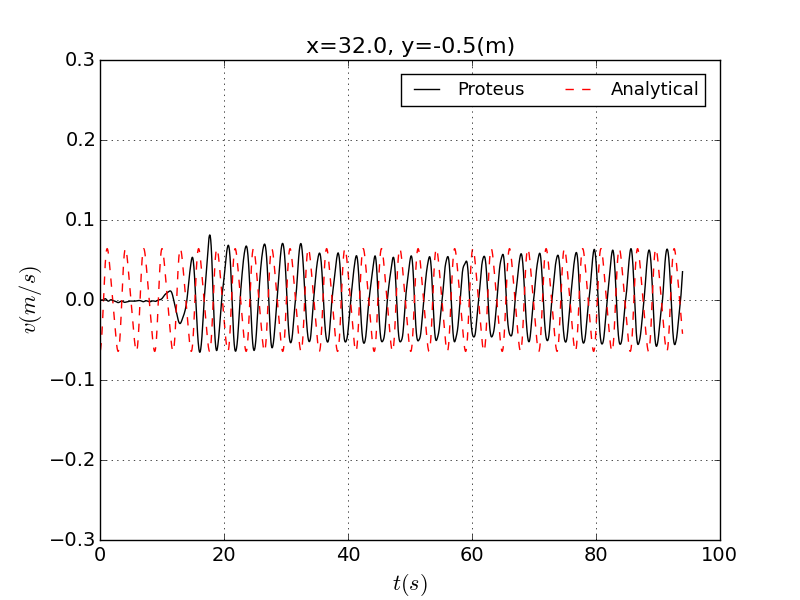 x=32.0, y=-0.5(m)
Proteus
Analytical
0.3
0.2
0.1
0.0
−0.1
−0.2
−0.3
v(m/s)
0 20 40 60 80 100
t(s)